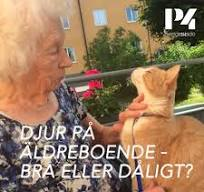 P4
DJUR PÅ
ÄLDREBOENDE -
BRA ELLER DÅLIGT?